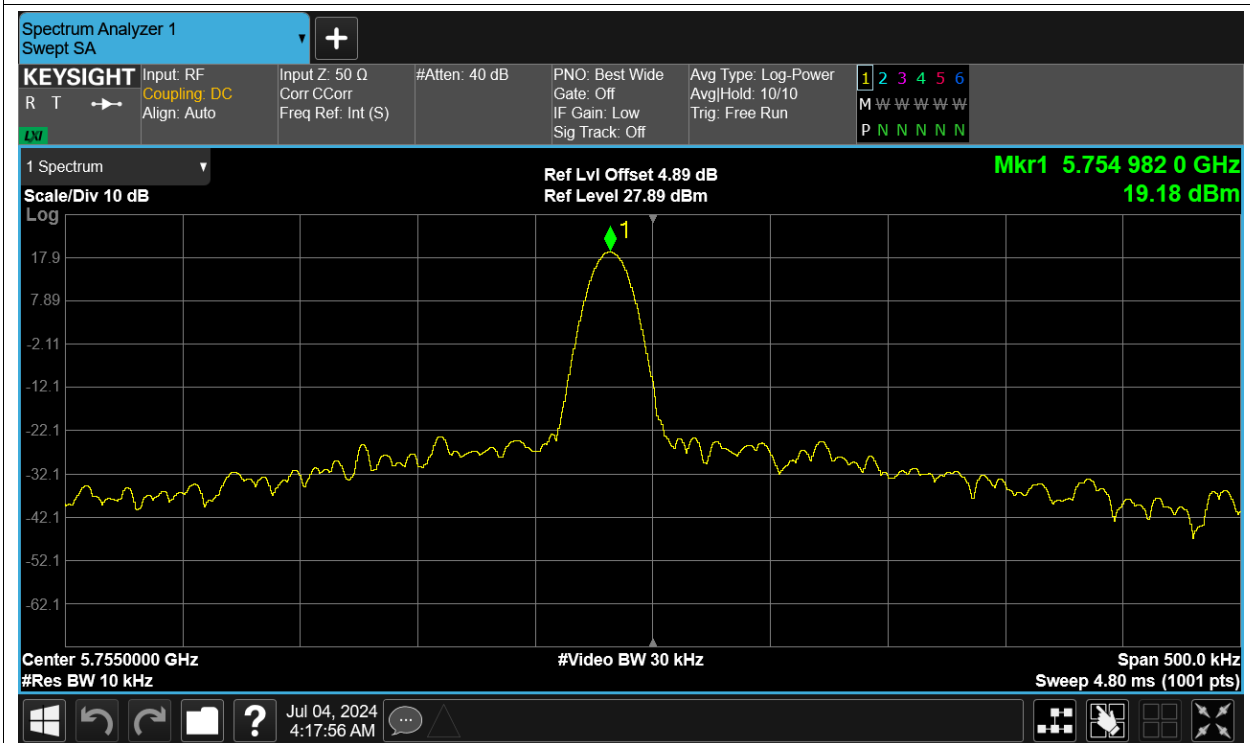 Spectrum Analyzer 1
Swept SA
KEYSIGHT
R T
LXI
Input: RF
Coupling: DC
Align: Auto
Input Z: 50 Ω
Corr CCorr
Freq Ref: Int (S)
#Atten: 40 dB
PNO: Best Wide
Gate: Off
IF Gain: Low
Sig Track: Off
Avg Type: Log-Power
Avg|Hold: 10/10
Trig: Free Run
1 2 3 4 5 6
M W W W W W
P N N N N N
1 Spectrum
Scale/Div 10 dB
Log
Ref Lvl Offset 4.89 dB
Ref Level 27.89 dBm
Mkr1 5.754 982 0 GHz
19.18 dBm
1
17.9
7.89
-2.11
-12.1
-22.1
-32.1
-42.1
-52.1
-62.1
Center 5.7550000 GHz
#Res BW 10 kHz
#Video BW 30 kHz
Span 500.0 kHz
Sweep 4.80 ms (1001 pts)
?
Jul 04, 2024
4:17:56 AM